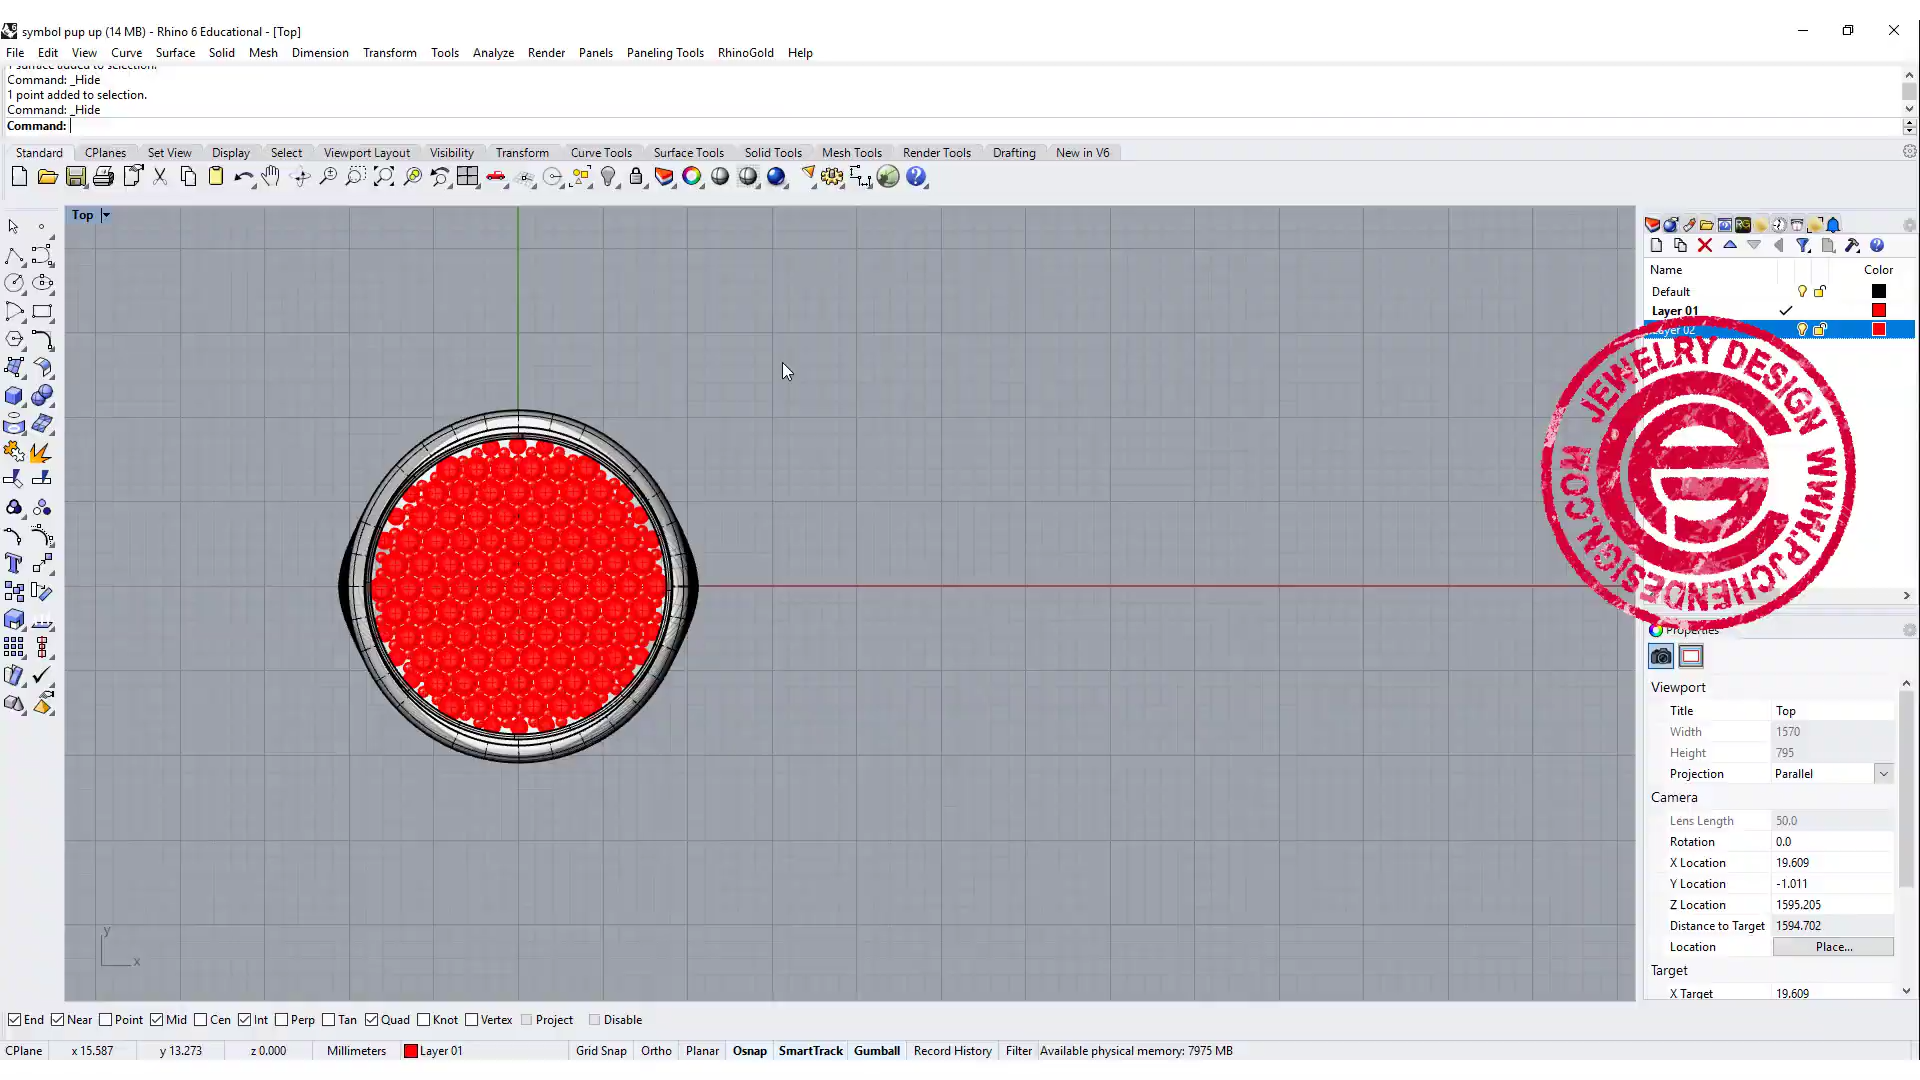 symbol pup up (14 MB) - Rhino 6 Educational - [Top]
File Edit View Curve Surface Solid Mesh Dimension Transform Tools Analyze Render Panels Paneling Tools RhinoGold Help
1 surface added to selection.
Command: _Hide
1 point added to selection.
Command: _Hide
Command:
Standard CPlanes Set View Display Select Viewport Layout Visibility Transform Curve Tools Surface Tools Solid Tools Mesh Tools Render Tools Drafting New in V6
Top
Name Color
Default
Layer 01
Layer 02
JEWELRY DESIGN WWW.PJCHENDESIGN.COM
Properties
Viewport
Title Top
Width 1570
Height 795
Projection Parallel
Camera
Lens Length 50.0
Rotation 0.0
X Location 19.609
Y Location -1.011
Z Location 1595.205
Distance to Target 1594.702
Location Place...
Target
X Target 19.609
y
x
End Near Point Mid Cen Int Perp Tan Quad Knot Vertex Project Disable
CPlane x 15.587 y 13.273 z 0.000 Millimeters Layer 01 Grid Snap Ortho Planar Osnap SmartTrack Gumball Record History Filter Available physical memory: 7975 MB